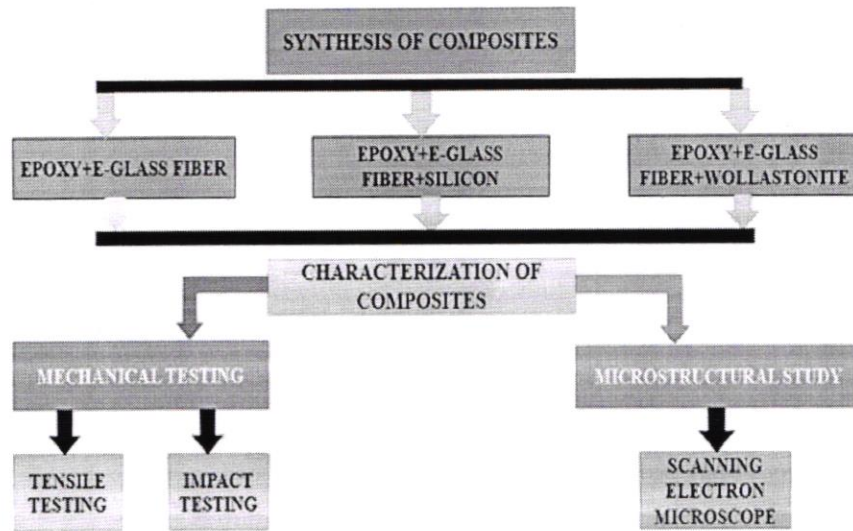 SYNTHESIS OF COMPOSITES
EPOXY+E-GLASS FIBER
EPOXY+E-GLASS
FIBER+SILICON
EPOXY+E-GLASS
FIBER+WOLLASTONITE
CHARACTERIZATION OF
COMPOSITES
MECHANICAL TESTING
MICROSTRUCTURAL STUDY
TENSILE
TESTING
IMPACT
TESTING
SCANNING
ELECTRON
MICROSCOPE